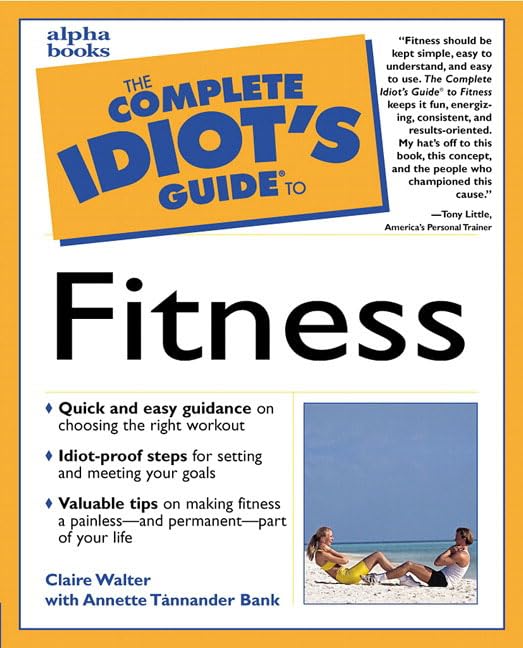 alpha
books
THE
COMPLETE
IDIOT'S
GUIDE® TO
“Fitness should be
kept simple, easy to
understand, and easy
to use. The Complete
Idiot's Guide® to Fitness
keeps it fun, energiz-
ing, consistent, and
results-oriented.
My hat's off to this
book, this concept,
and the people who
championed this
cause.”
—Tony Little,
America's Personal Trainer
Fitness
♦ Quick and easy guidance on
choosing the right workout
♦ Idiot-proof steps for setting
and meeting your goals
♦ Valuable tips on making fitness
a painless—and permanent—part
of your life
Claire Walter
with Annette Tånnander Bank